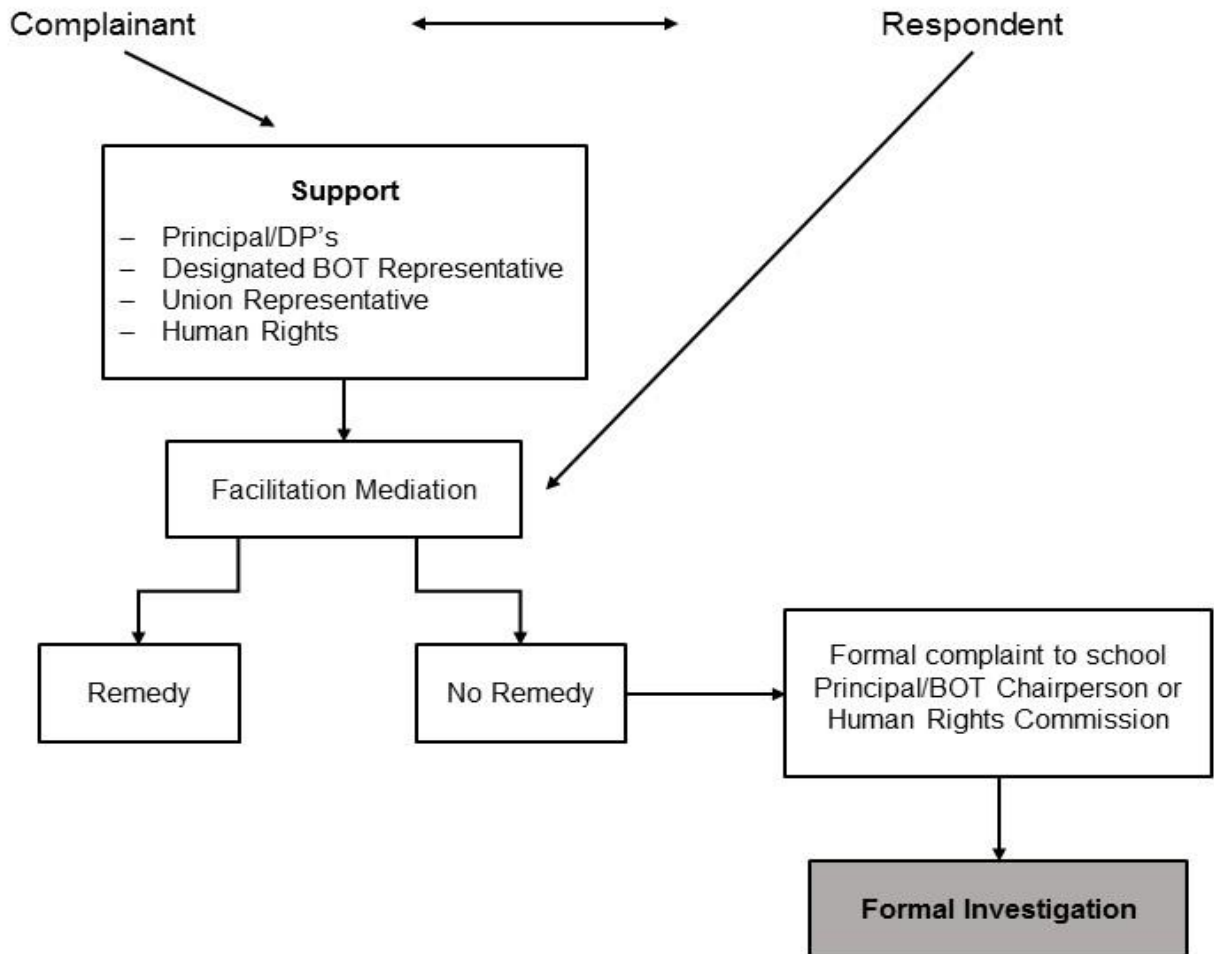 Complainant
Respondent
Support
– Principal/DP's
– Designated BOT Representative
– Union Representative
– Human Rights
Facilitation Mediation
Remedy
No Remedy
Formal complaint to school
Principal/BOT Chairperson or
Human Rights Commission
Formal Investigation